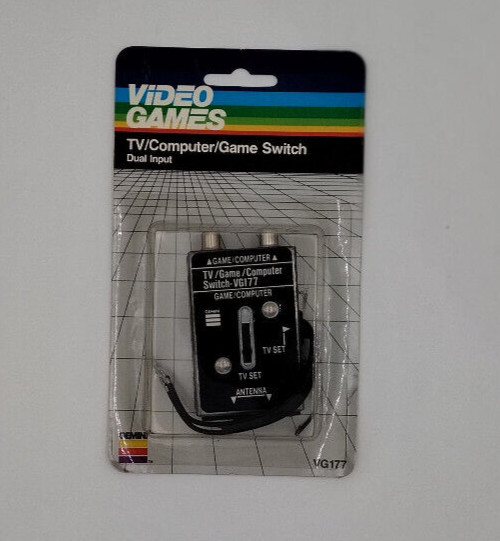 ViDEO
GAMES
TV/Computer/Game Switch
Dual Input
▲GAME/COMPUTER▲
TV/Game/Computer
Switch-VG177
GAME/COMPUTER
TV SET
TV SET
ANTENNA
GEMINI
VG177